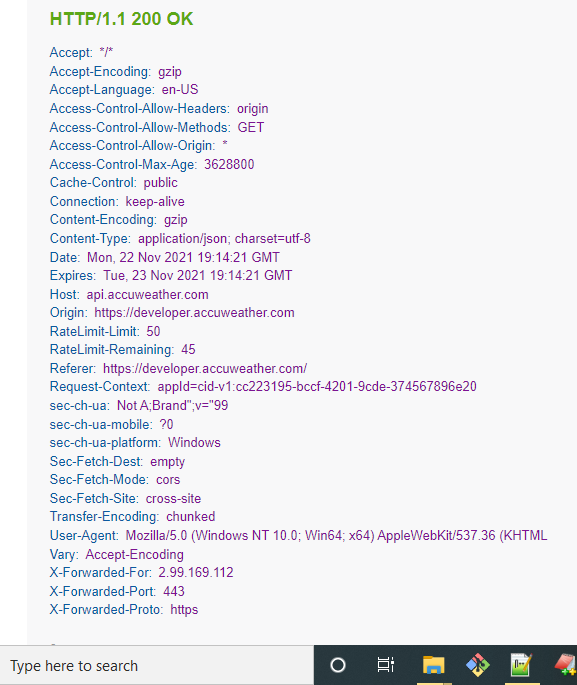 HTTP/1.1 200 OK
Accept: */*
Accept-Encoding: gzip
Accept-Language: en-US
Access-Control-Allow-Headers: origin
Access-Control-Allow-Methods: GET
Access-Control-Allow-Origin: *
Access-Control-Max-Age: 3628800
Cache-Control: public
Connection: keep-alive
Content-Encoding: gzip
Content-Type: application/json; charset=utf-8
Date: Mon, 22 Nov 2021 19:14:21 GMT
Expires: Tue, 23 Nov 2021 19:14:21 GMT
Host: api.accuweather.com
Origin: https://developer.accuweather.com
RateLimit-Limit: 50
RateLimit-Remaining: 45
Referer: https://developer.accuweather.com/
Request-Context: appId=cid-v1:cc223195-bccf-4201-9cde-374567896e20
sec-ch-ua: Not A;Brand";v="99
sec-ch-ua-mobile: ?0
sec-ch-ua-platform: Windows
Sec-Fetch-Dest: empty
Sec-Fetch-Mode: cors
Sec-Fetch-Site: cross-site
Transfer-Encoding: chunked
User-Agent: Mozilla/5.0 (Windows NT 10.0; Win64; x64) AppleWebKit/537.36 (KHTML
Vary: Accept-Encoding
X-Forwarded-For: 2.99.169.112
X-Forwarded-Port: 443
X-Forwarded-Proto: https
Type here to search